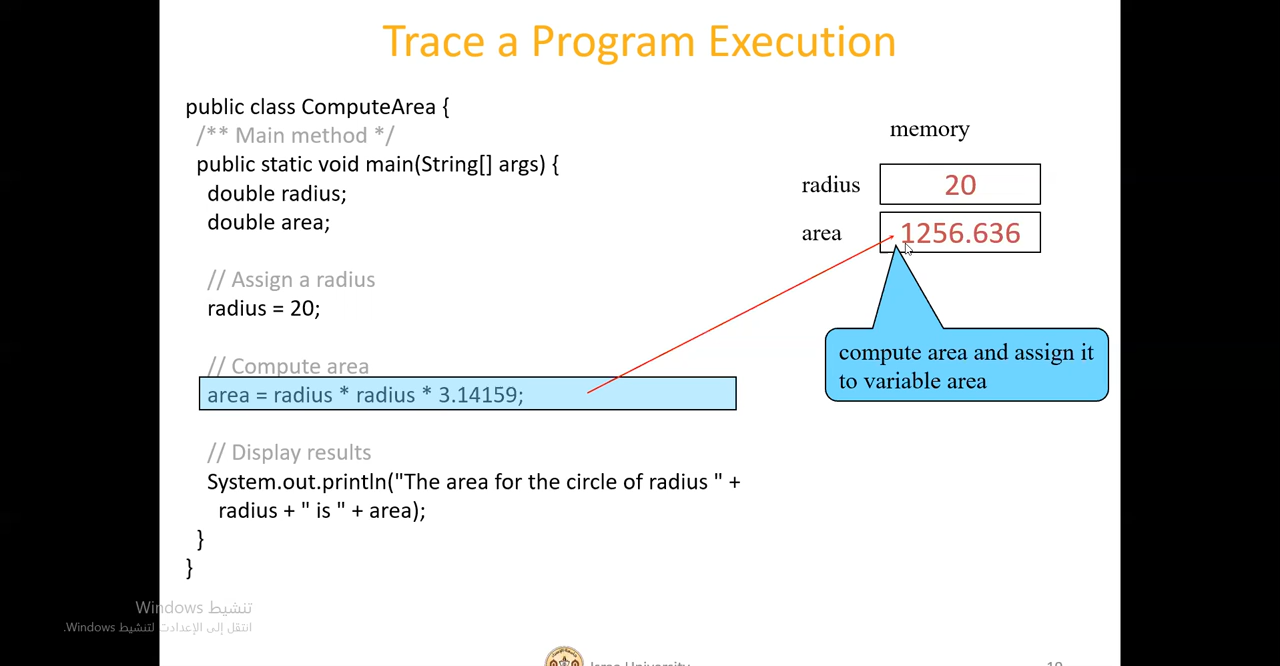 Trace a Program Execution
public class ComputeArea {
/** Main method */
public static void main(String[] args) {
double radius;
double area;
// Assign a radius
radius = 20;
// Compute area
area = radius * radius * 3.14159;
// Display results
System.out.println("The area for the circle of radius " +
radius + " is " + area);
}
}
memory
radius 20
area 1256.636
compute area and assign it
to variable area
تنشيط Windows
انتقل إلى الإعدادت لتنشيط Windows.
Israa University